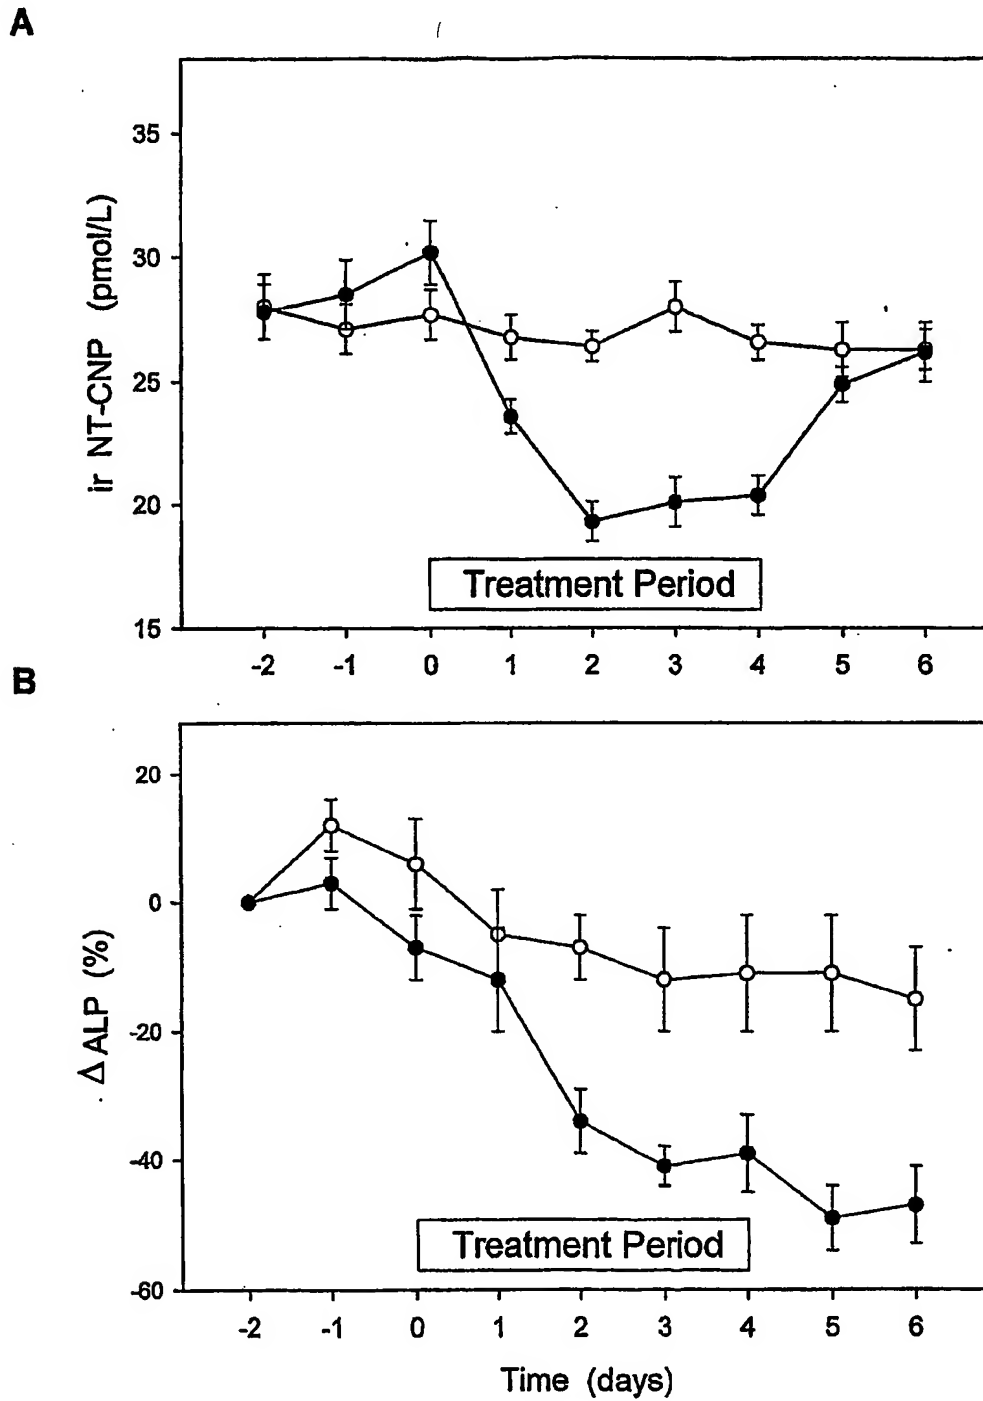 A
35
30
25
20
15
ir NT-CNP (pmol/L)
Treatment Period
-2 -1 0 1 2 3 4 5 6
B
20
0
-20
-40
-60
Δ ALP (%)
Treatment Period
-2 -1 0 1 2 3 4 5 6
Time (days)